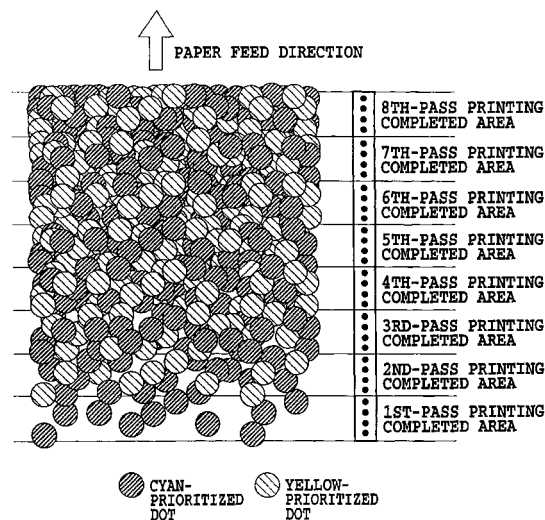 PAPER FEED DIRECTION
8TH-PASS PRINTING
COMPLETED AREA
7TH-PASS PRINTING
COMPLETED AREA
6TH-PASS PRINTING
COMPLETED AREA
5TH-PASS PRINTING
COMPLETED AREA
4TH-PASS PRINTING
COMPLETED AREA
3RD-PASS PRINTING
COMPLETED AREA
2ND-PASS PRINTING
COMPLETED AREA
1ST-PASS PRINTING
COMPLETED AREA
CYAN-
PRIORITIZED
DOT
YELLOW-
PRIORITIZED
DOT